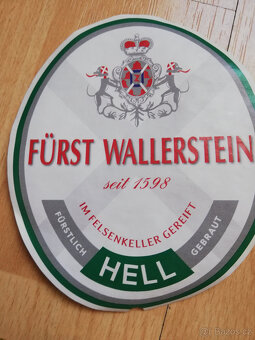 FÜRST WALLERSTEIN
seit 1598
IM FELSENKELLER GEREIFT
FÜRSTLICH GEBRAUT
HELL